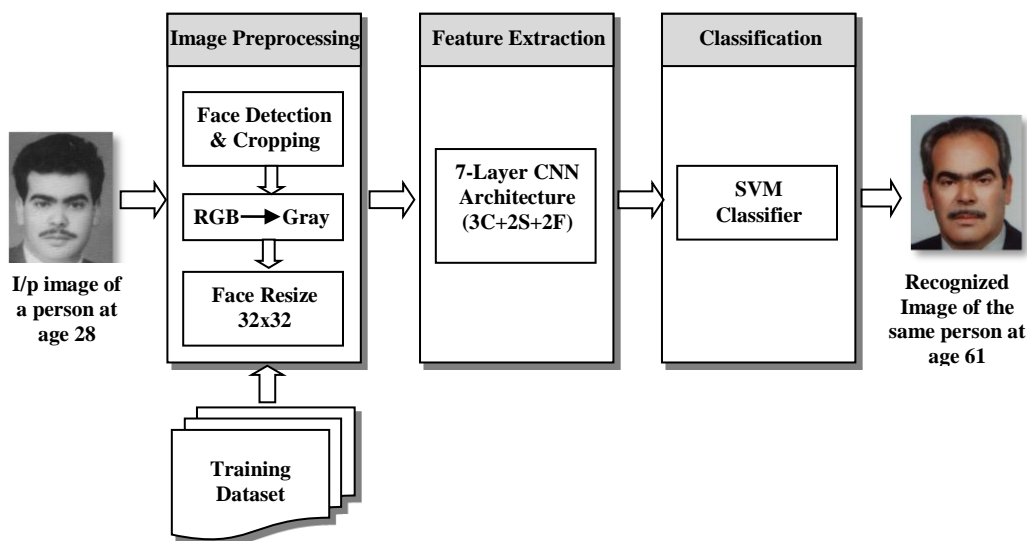 Image Preprocessing
Face Detection
& Cropping
RGB Gray
Face Resize
32x32
Feature Extraction
7-Layer CNN
Architecture
(3C+2S+2F)
Classification
SVM
Classifier
I/p image of
a person at
age 28
Recognized
Image of the
same person at
age 61
Training
Dataset